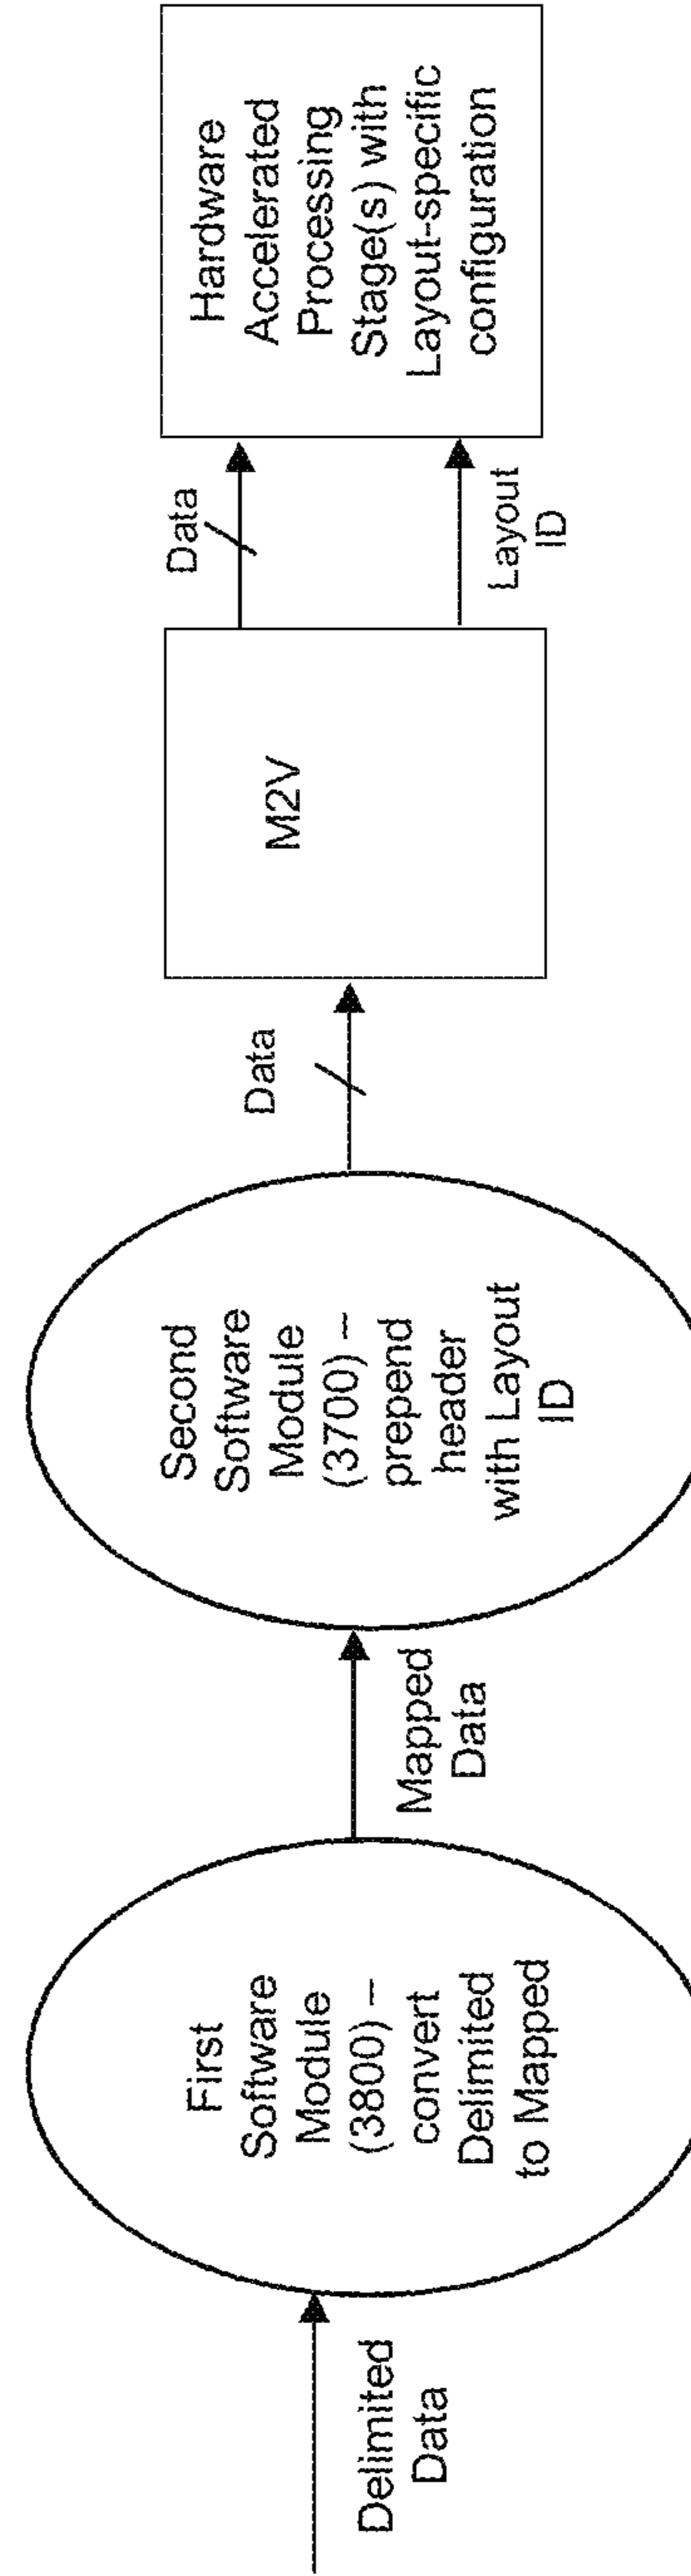 Delimited
Data
First
Software
Module
(3800) –
convert
Delimited
to Mapped
Mapped
Data
Second
Software
Module
(3700) –
prepend
header
with Layout
ID
Data
M2V
Data
Layout
ID
Hardware
Accelerated
Processing
Stage(s) with
Layout-specific
configuration